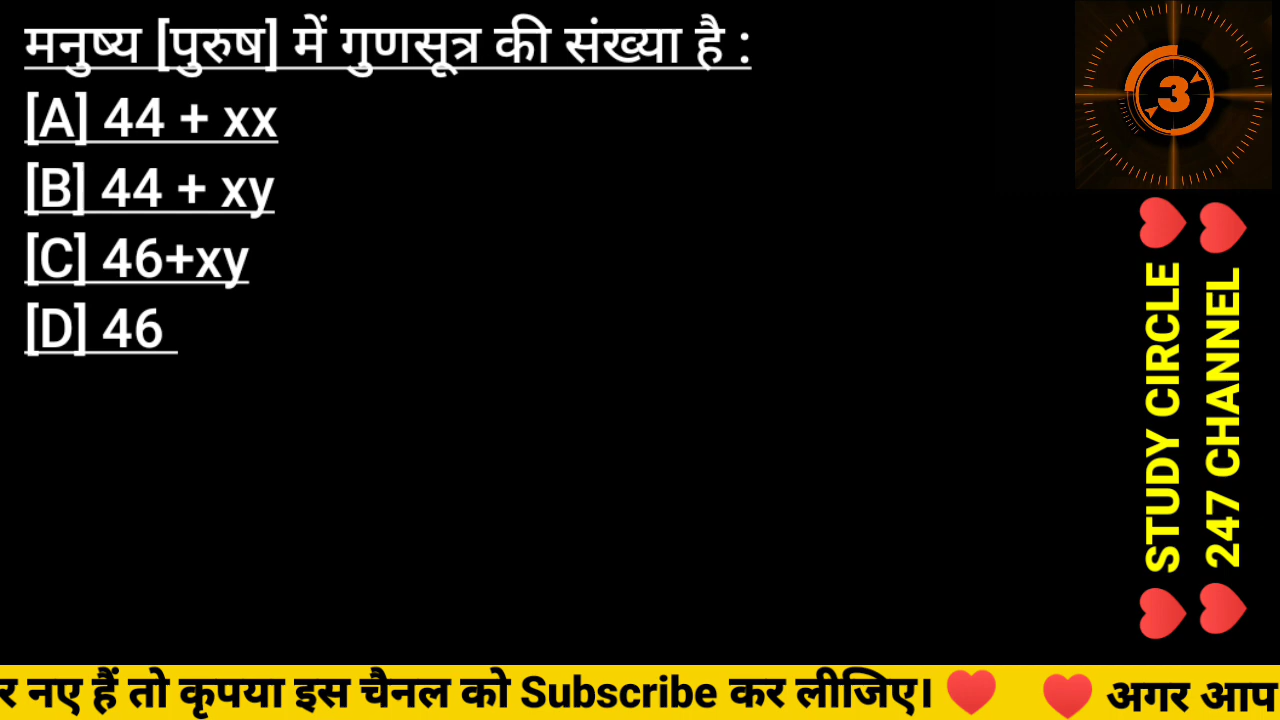 मनुष्य [पुरुष] में गुणसूत्र की संख्या है :
[A] 44 + xx
[B] 44 + xy
[C] 46+xy
[D] 46
3
❤️ STUDY CIRCLE ❤️
❤️ 247 CHANNEL ❤️
र नए हैं तो कृपया इस चैनल को Subscribe कर लीजिए। ❤️ ❤️ अगर आप